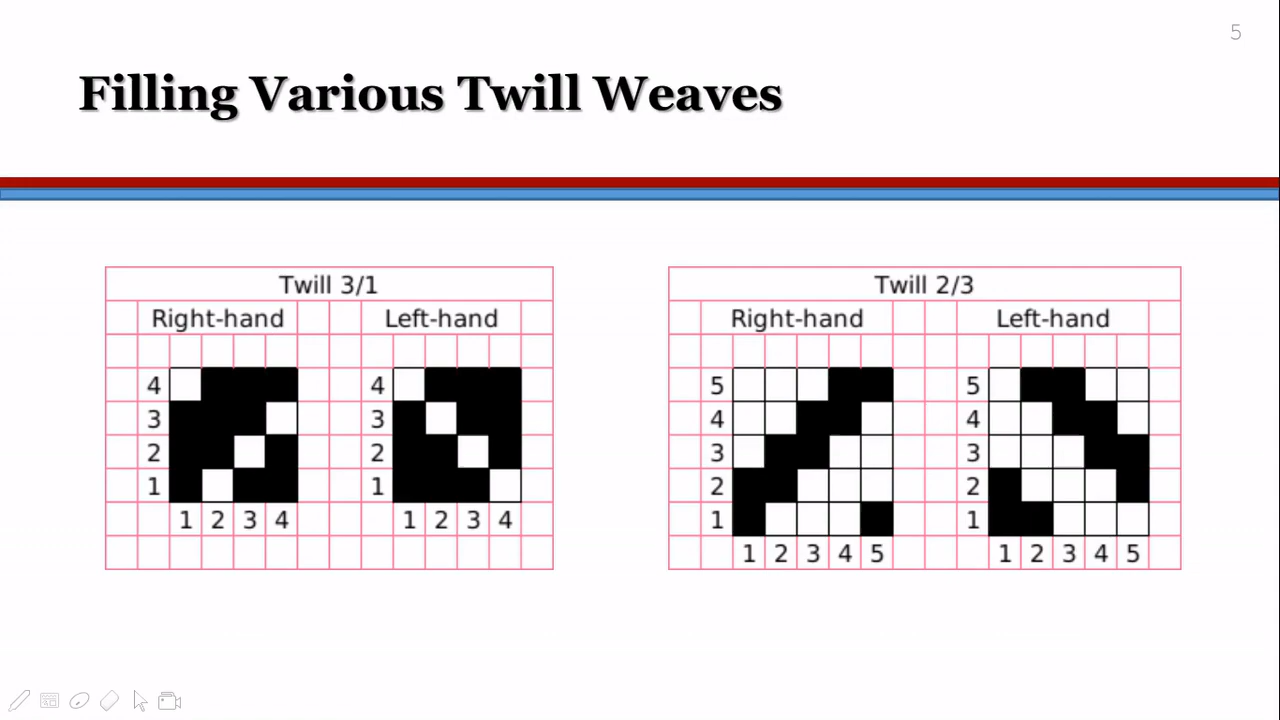 5
Filling Various Twill Weaves
Twill 3/1
Right-hand Left-hand
4 4
3 3
2 2
1 1
1 2 3 4 1 2 3 4
Twill 2/3
Right-hand Left-hand
5 5
4 4
3 3
2 2
1 1
1 2 3 4 5 1 2 3 4 5